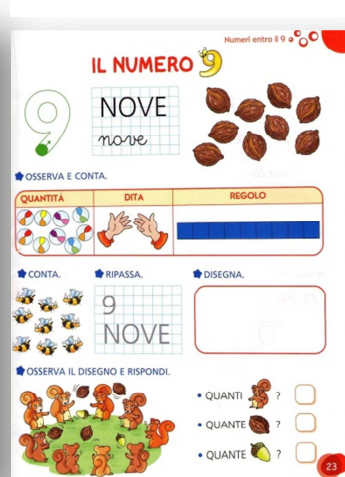 Numeri entro il 9
IL NUMERO 9
9
NOVE
nove
OSSERVA E CONTA.
QUANTITÀ DITA REGOLO
CONTA. RIPASSA. DISEGNA.
9
NOVE
OSSERVA IL DISEGNO E RISPONDI.
• QUANTI ?
• QUANTE ?
• QUANTE ?
23